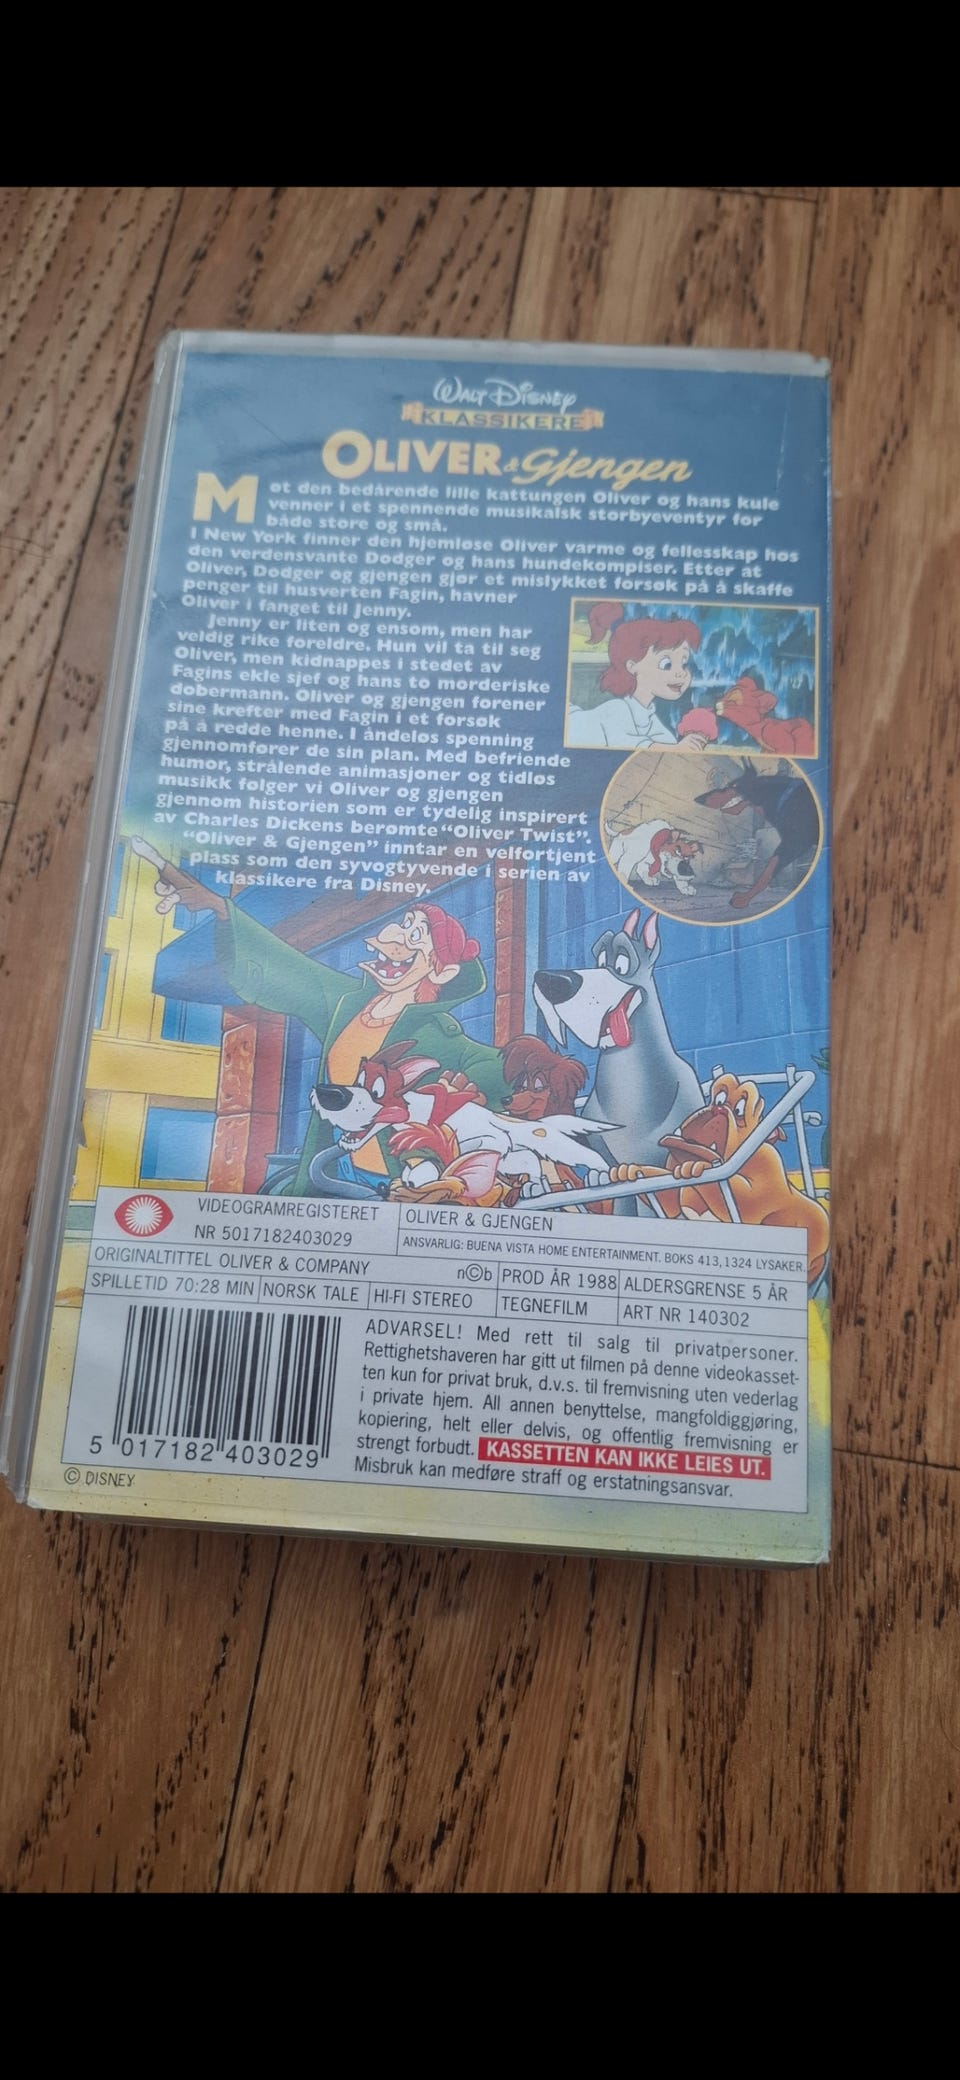 WALT DISNEY
KLASSIKERE
OLIVER & Gjengen
Møt den bedårende lille kattungen Oliver og hans kule
venner i et spennende musikalsk storbyeventyr for
både store og små.
I New York finner den hjemløse Oliver varme og fellesskap hos
den verdensvante Dodger og hans hundekompiser. Etter at
Oliver, Dodger og gjengen gjør et mislykket forsøk på å skaffe
penger til husverten Fagin, havner
Oliver i fanget til Jenny.
Jenny er liten og ensom, men har
veldig rike foreldre. Hun vil ta til seg
Oliver, men kidnappes i stedet av
Fagins ekle sjef og hans to morderiske
dobermann. Oliver og gjengen forener
sine krefter med Fagin i et forsøk
på å redde henne. I åndeløs spenning
gjennomfører de sin plan. Med befriende
humor, strålende animasjoner og tidløs
musikk følger vi Oliver og gjengen
gjennom historien som er tydelig inspirert
av Charles Dickens berømte "Oliver Twist".
"Oliver & Gjengen" inntar en velfortjent
plass som den syvogtyvende i serien av
klassikere fra Disney.
VIDEOGRAMREGISTERET
NR 5017182403029
OLIVER & GJENGEN
ANSVARLIG: BUENA VISTA HOME ENTERTAINMENT. BOKS 413, 1324 LYSAKER.
ORIGINALTITTEL OLIVER & COMPANY
n©b
PROD ÅR 1988
ALDERSGRENSE 5 ÅR
SPILLETID 70:28 MIN
NORSK TALE
HI-FI STEREO
TEGNEFILM
ART NR 140302
ADVARSEL! Med rett til salg til privatpersoner.
Rettighetshaveren har gitt ut filmen på denne videokasset-
ten kun for privat bruk, d.v.s. til fremvisning uten vederlag
i private hjem. All annen benyttelse, mangfoldiggjøring,
kopiering, helt eller delvis, og offentlig fremvisning er
strengt forbudt. KASSETTEN KAN IKKE LEIES UT.
Misbruk kan medføre straff og erstatningsansvar.
5 017182 403029
© DISNEY